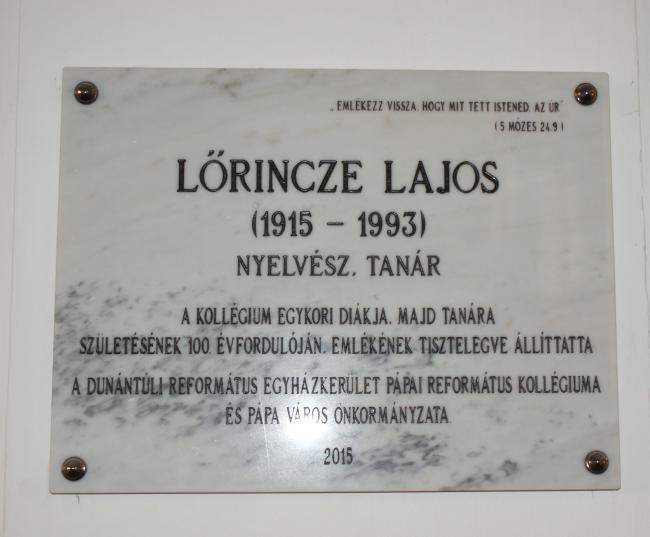 „EMLÉKEZZ VISSZA, HOGY MIT TETT ISTENED, AZ ÚR"
(5 MÓZES 24,9)
LŐRINCZE LAJOS
(1915 – 1993)
NYELVÉSZ, TANÁR
A KOLLÉGIUM EGYKORI DIÁKJA, MAJD TANÁRA
SZÜLETÉSÉNEK 100. ÉVFORDULÓJÁN, EMLÉKÉNEK TISZTELEGVE ÁLLÍTTATTA
A DUNÁNTÚLI REFORMÁTUS EGYHÁZKERÜLET PÁPAI REFORMÁTUS KOLLÉGIUMA
ÉS PÁPA VÁROS ÖNKORMÁNYZATA.
2015